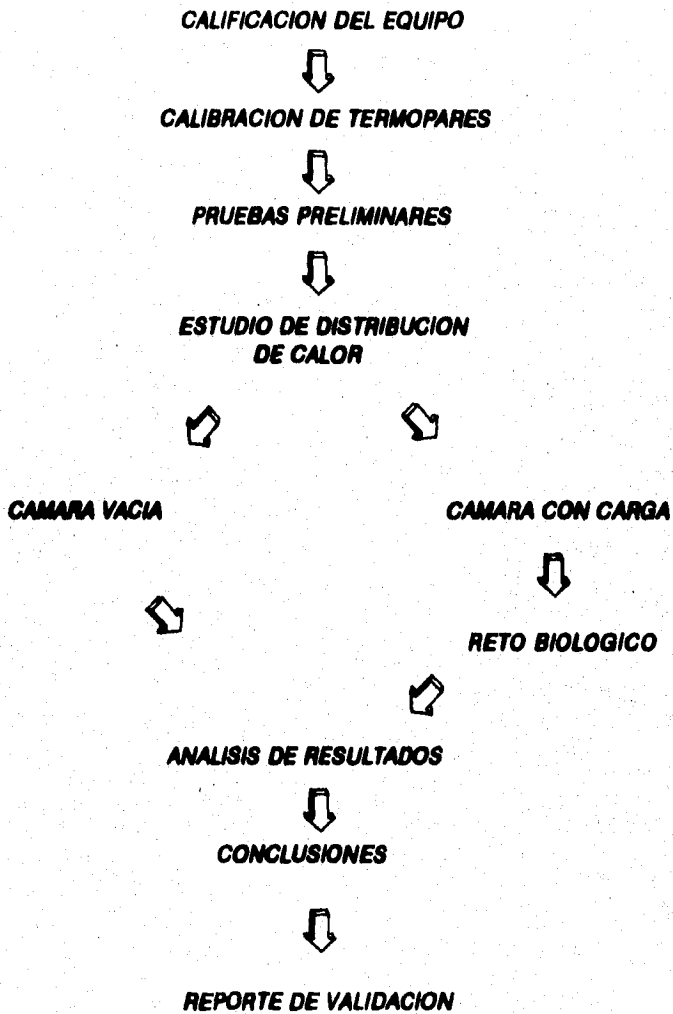 CALIFICACION DEL EQUIPO
CALIBRACION DE TERMOPARES
PRUEBAS PRELIMINARES
ESTUDIO DE DISTRIBUCION
DE CALOR
CAMARA VACIA
CAMARA CON CARGA
RETO BIOLOGICO
ANALISIS DE RESULTADOS
CONCLUSIONES
REPORTE DE VALIDACION